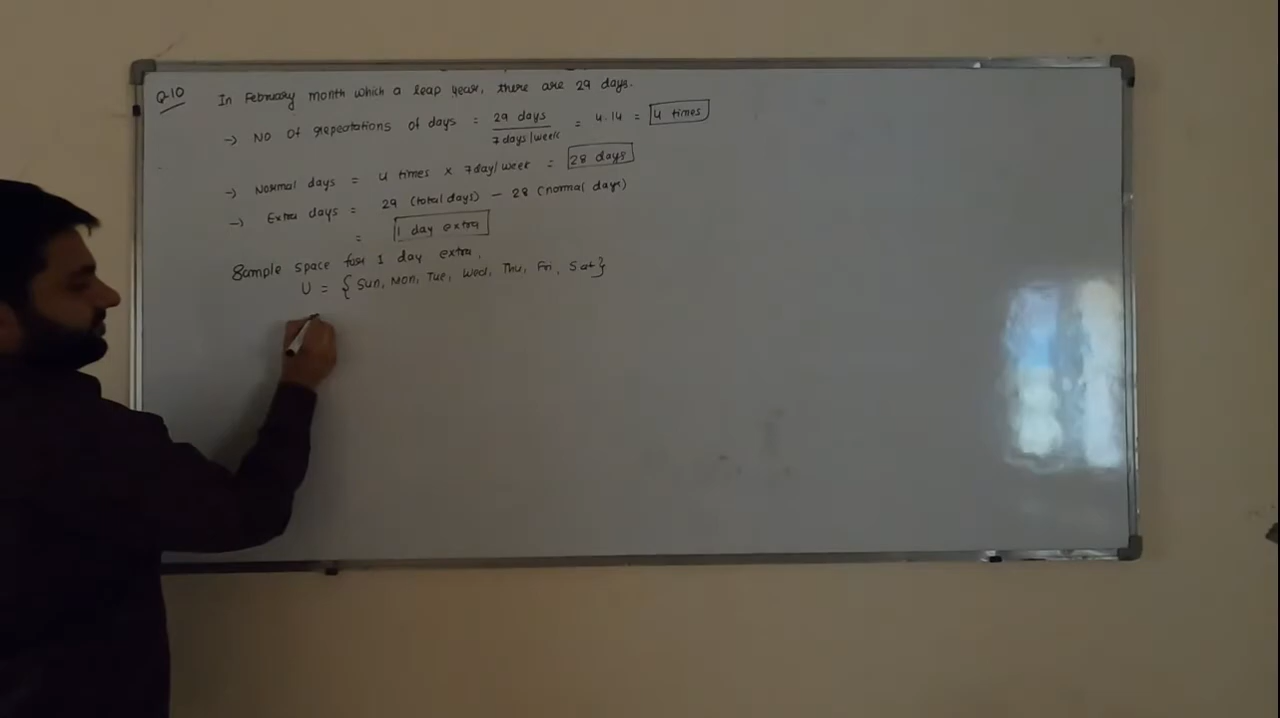 Q-10 In February month which a leap year, there are 29 days.
→ No of repeatations of days = 29 days / 7 days/week = 4.14 = 4 times
→ Normal days = 4 times × 7day/week = 28 days
→ Extra days = 29 (total days) - 28 (normal days)
= 1 day extra
Sample space for 1 day extra,
U = {Sun, Mon, Tue, Wed, Thu, Fri, Sat}